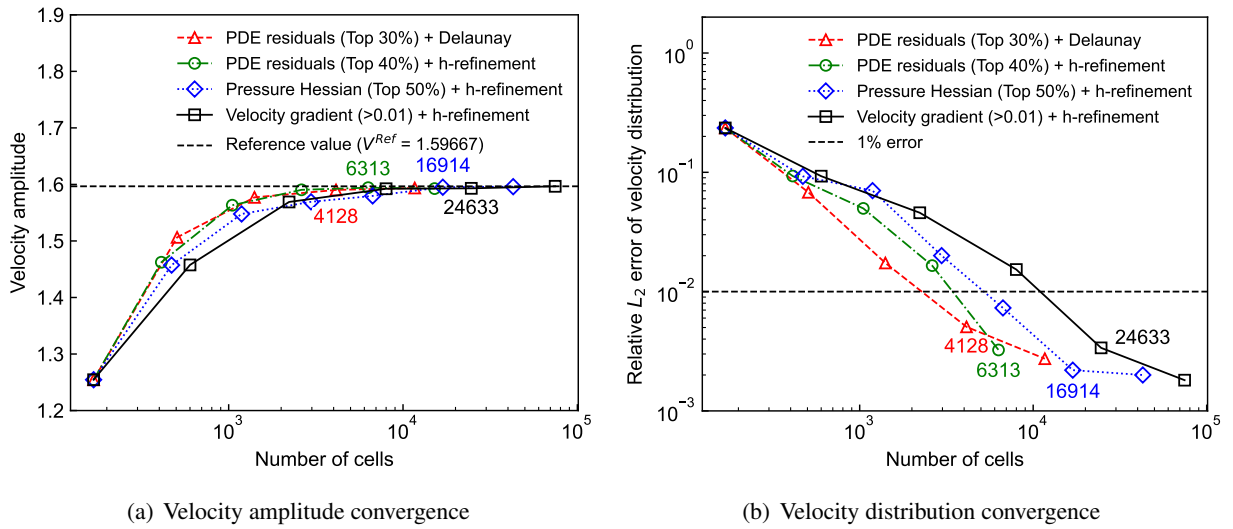 1.9
1.8
1.7
1.6
1.5
1.4
1.3
1.2
Velocity amplitude
PDE residuals (Top 30%) + Delaunay
PDE residuals (Top 40%) + h-refinement
Pressure Hessian (Top 50%) + h-refinement
Velocity gradient (>0.01) + h-refinement
Reference value (V^Ref = 1.59667)
6313
16914
4128
24633
10^3
10^4
10^5
Number of cells
(a) Velocity amplitude convergence
10^0
10^−1
10^−2
10^−3
Relative L_2 error of velocity distribution
PDE residuals (Top 30%) + Delaunay
PDE residuals (Top 40%) + h-refinement
Pressure Hessian (Top 50%) + h-refinement
Velocity gradient (>0.01) + h-refinement
1% error
24633
4128
6313
16914
10^3
10^4
10^5
Number of cells
(b) Velocity distribution convergence